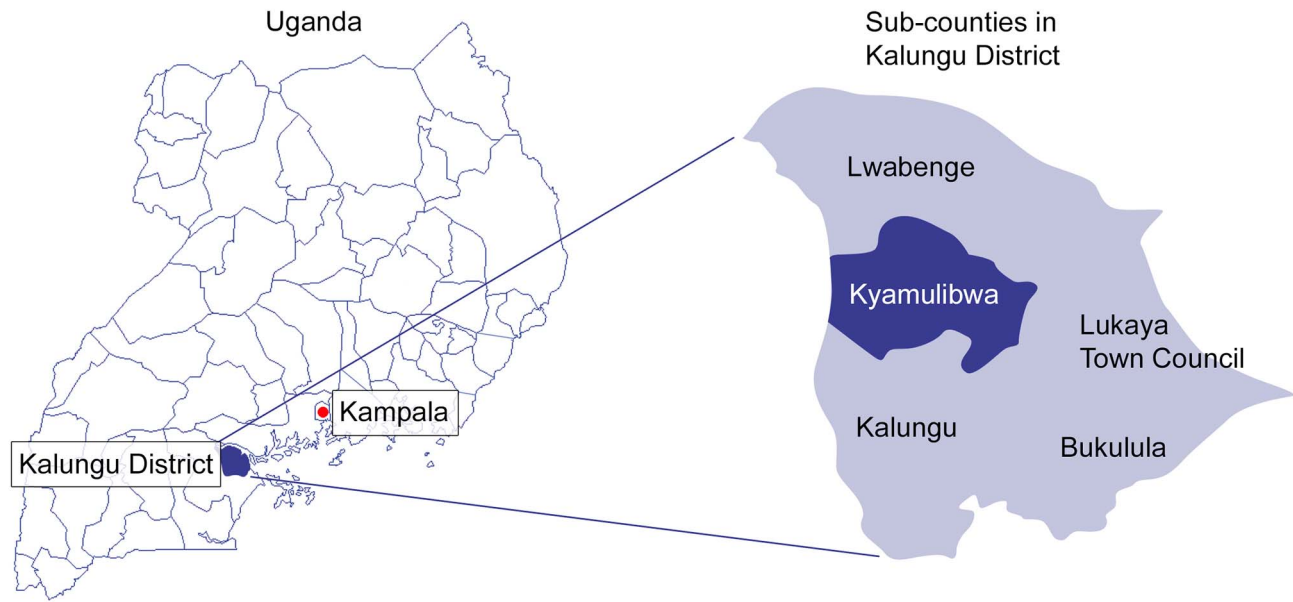 Uganda
Kampala
Kalungu District
Sub-counties in
Kalungu District
Lwabenge
Kyamulibwa
Lukaya
Town Council
Kalungu
Bukulula